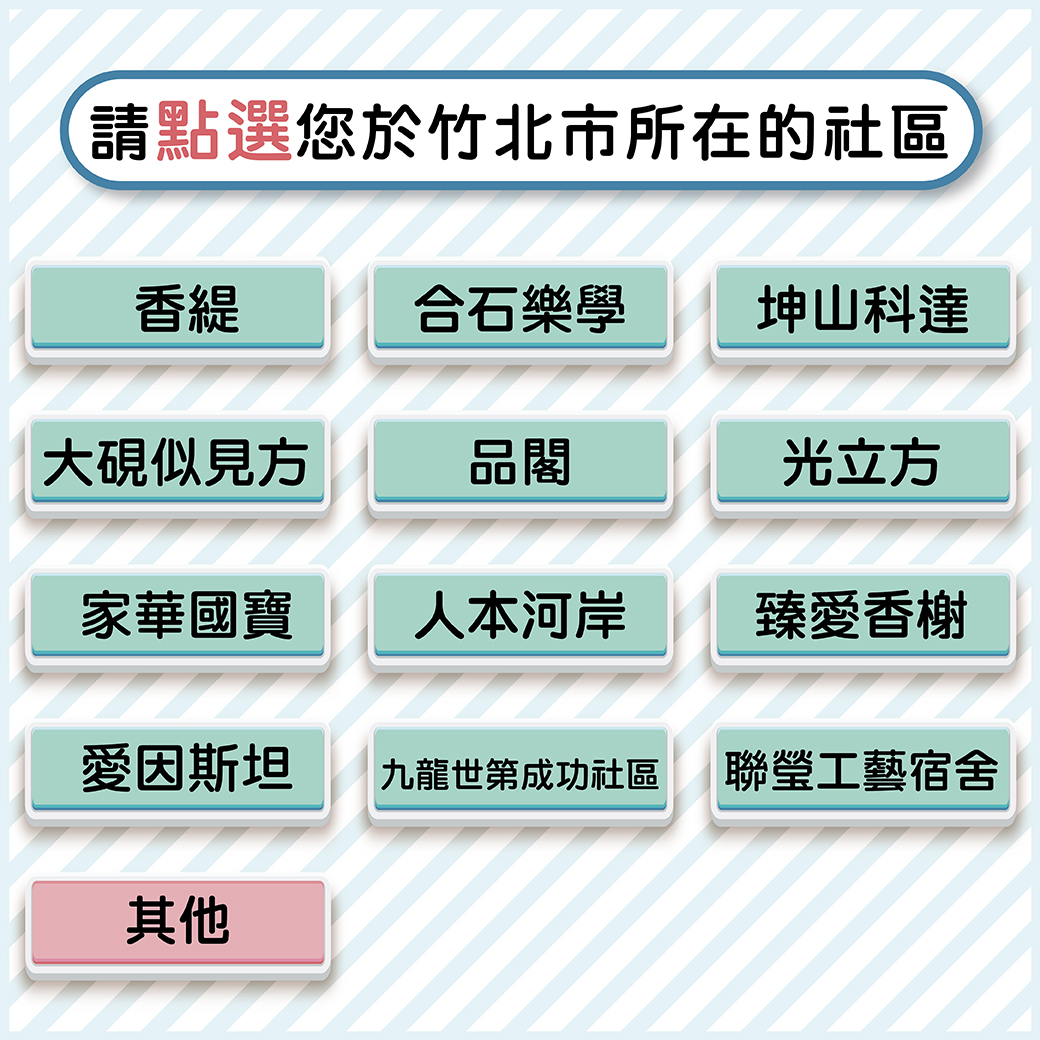 請點選您於竹北市所在的社區
香緹
合石樂學
坤山科達
大硯似見方
品閣
光立方
家華國寶
人本河岸
臻愛香榭
愛因斯坦
九龍世第成功社區
聯瑩工藝宿舍
其他